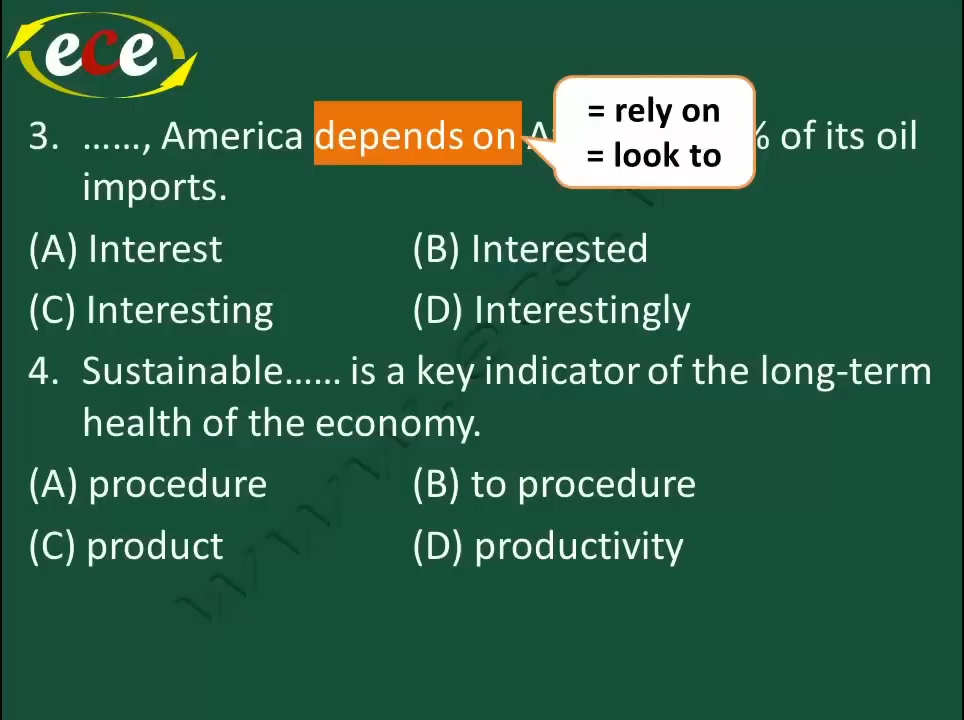 ece
= rely on
= look to
3. ......, America depends on A % of its oil
imports.
(A) Interest (B) Interested
(C) Interesting (D) Interestingly
4. Sustainable...... is a key indicator of the long-term
health of the economy.
(A) procedure (B) to procedure
(C) product (D) productivity